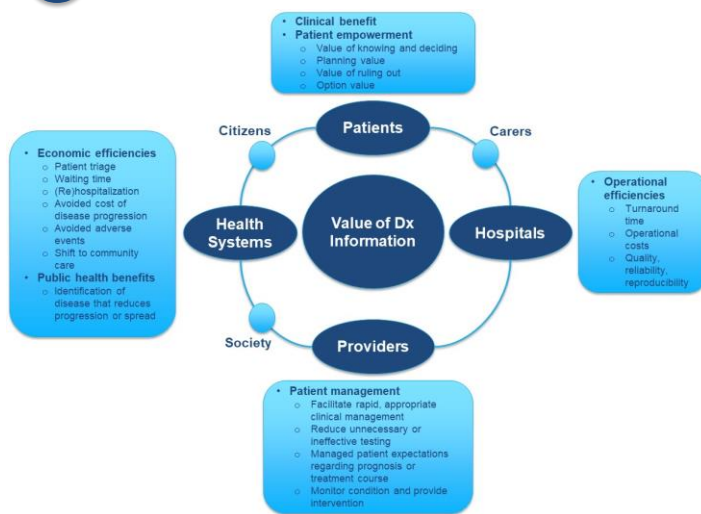 • Clinical benefit
• Patient empowerment
o Value of knowing and deciding
o Planning value
o Value of ruling out
o Option value
Citizens
Patients
Carers
• Economic efficiencies
o Patient triage
o Waiting time
o (Re)hospitalization
o Avoided cost of
disease progression
o Avoided adverse
events
o Shift to community
care
• Public health benefits
o Identification of
disease that reduces
progression or spread
Health
Systems
Value of Dx
Information
Hospitals
• Operational
efficiencies
o Turnaround
time
o Operational
costs
o Quality,
reliability,
reproducibility
Society
Providers
• Patient management
o Facilitate rapid, appropriate
clinical management
o Reduce unnecessary or
ineffective testing
o Managed patient expectations
regarding prognosis or
treatment course
o Monitor condition and provide
intervention